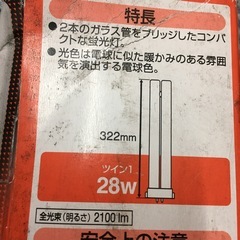 特長
●2本のガラス管をブリッジしたコンパ
クトな蛍光灯。
●光色は電球に似た暖かみのある雰囲
気を演出する電球色。
322mm
ツイン1
28w
全光束(明るさ) 2100 lm
安全上の注意